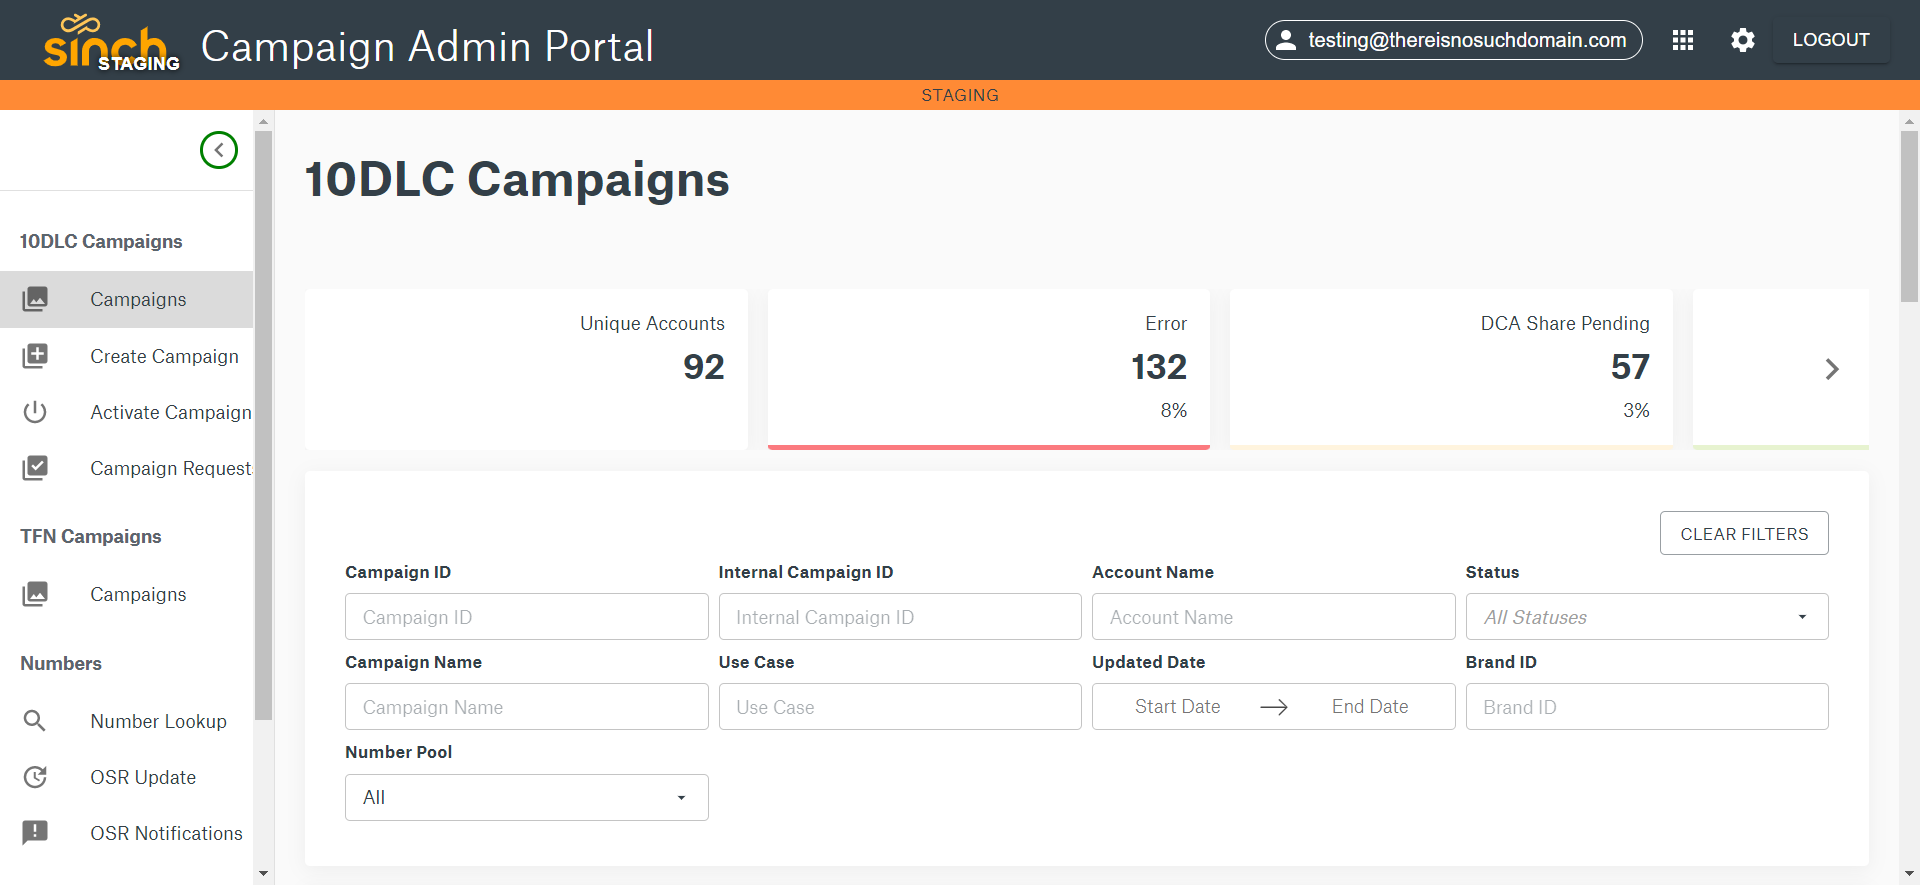 sinch
STAGING
Campaign Admin Portal
testing@thereisnosuchdomain.com
LOGOUT
STAGING
10DLC Campaigns
Campaigns
Create Campaign
Activate Campaign
Campaign Request
TFN Campaigns
Campaigns
Numbers
Number Lookup
OSR Update
OSR Notifications
10DLC Campaigns
Unique Accounts
92
Error
132
8%
DCA Share Pending
57
3%
CLEAR FILTERS
Campaign ID
Campaign ID
Internal Campaign ID
Internal Campaign ID
Account Name
Account Name
Status
All Statuses
Campaign Name
Campaign Name
Use Case
Use Case
Updated Date
Start Date → End Date
Brand ID
Brand ID
Number Pool
All